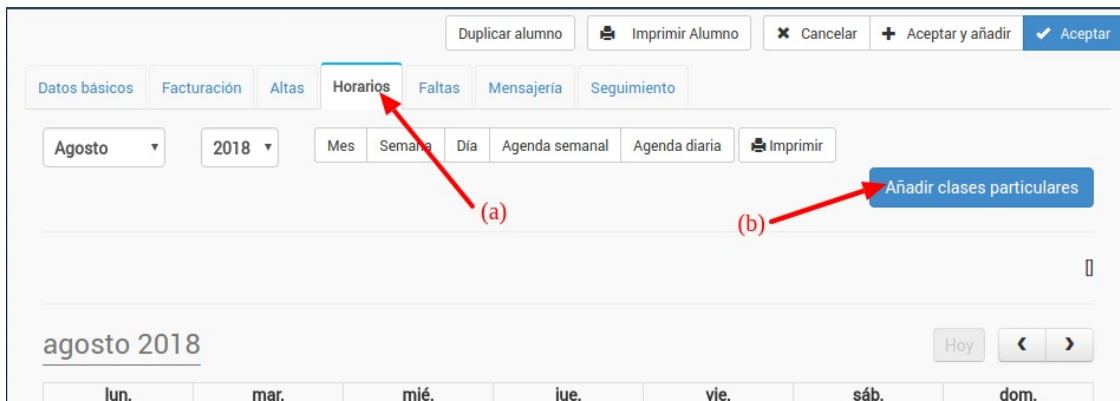 Duplicar alumno Imprimir Alumno Cancelar Aceptar y añadir Aceptar
Datos básicos Facturación Altas Horarios Faltas Mensajería Seguimiento
Agosto 2018 Mes Semana Día Agenda semanal Agenda diaria Imprimir
Añadir clases particulares
(a) (b)
[]
agosto 2018 Hoy
lun. mar. mié. jue. vie. sáb. dom.